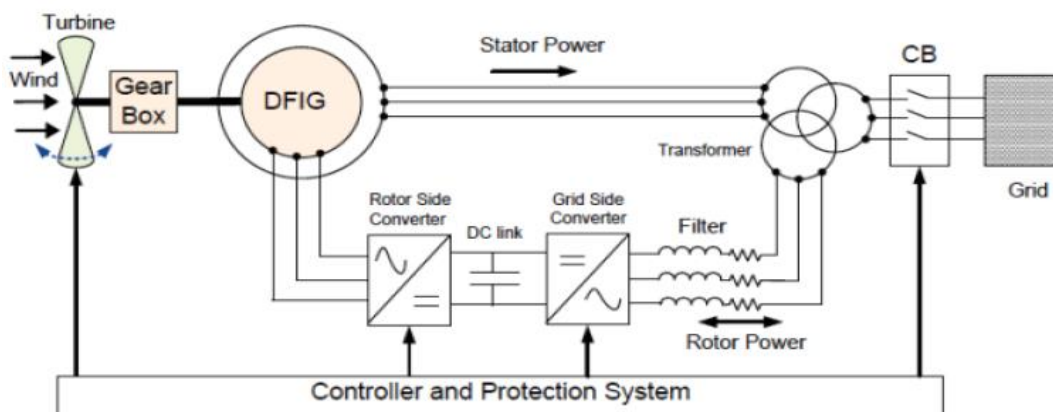 Turbine
Wind
Gear
Box
DFIG
Stator Power
CB
Transformer
Grid
Rotor Side
Converter
DC link
Grid Side
Converter
Filter
Rotor Power
Controller and Protection System